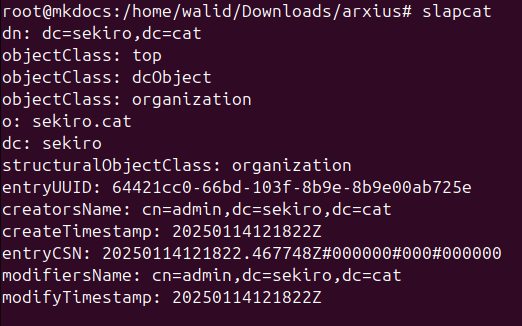 root@mkdocs:/home/walid/Downloads/arxius# slapcat
dn: dc=sekiro,dc=cat
objectClass: top
objectClass: dcObject
objectClass: organization
o: sekiro.cat
dc: sekiro
structuralObjectClass: organization
entryUUID: 64421cc0-66bd-103f-8b9e-8b9e00ab725e
creatorsName: cn=admin,dc=sekiro,dc=cat
createTimestamp: 20250114121822Z
entryCSN: 20250114121822.467748Z#000000#000#000000
modifiersName: cn=admin,dc=sekiro,dc=cat
modifyTimestamp: 20250114121822Z